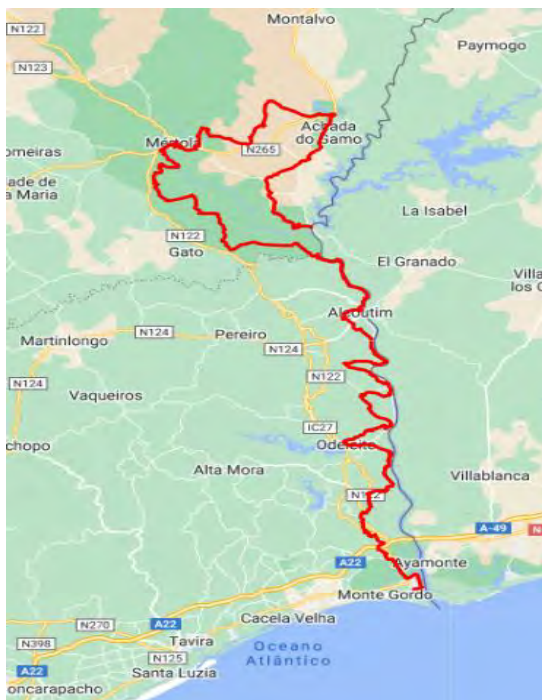 Montalvo
N122
Paymogo
N123
Achada
do Gamo
Mértola
N265
omeiras
ade de
a Maria
La Isabel
N122
Gato
El Granado
Villa
los
Alcoutim
Martinlongo
N124
Pereiro
N124
N122
N124
Vaqueiros
IC27
chopo
Odeleite
Alta Mora
Villablanca
N122
A-49
N
A22
Ayamonte
A22
Monte Gordo
Cacela Velha
N270
A22
Tavira
N398
N125
Oceano
Atlântico
A22
Santa Luzia
oncarapacho